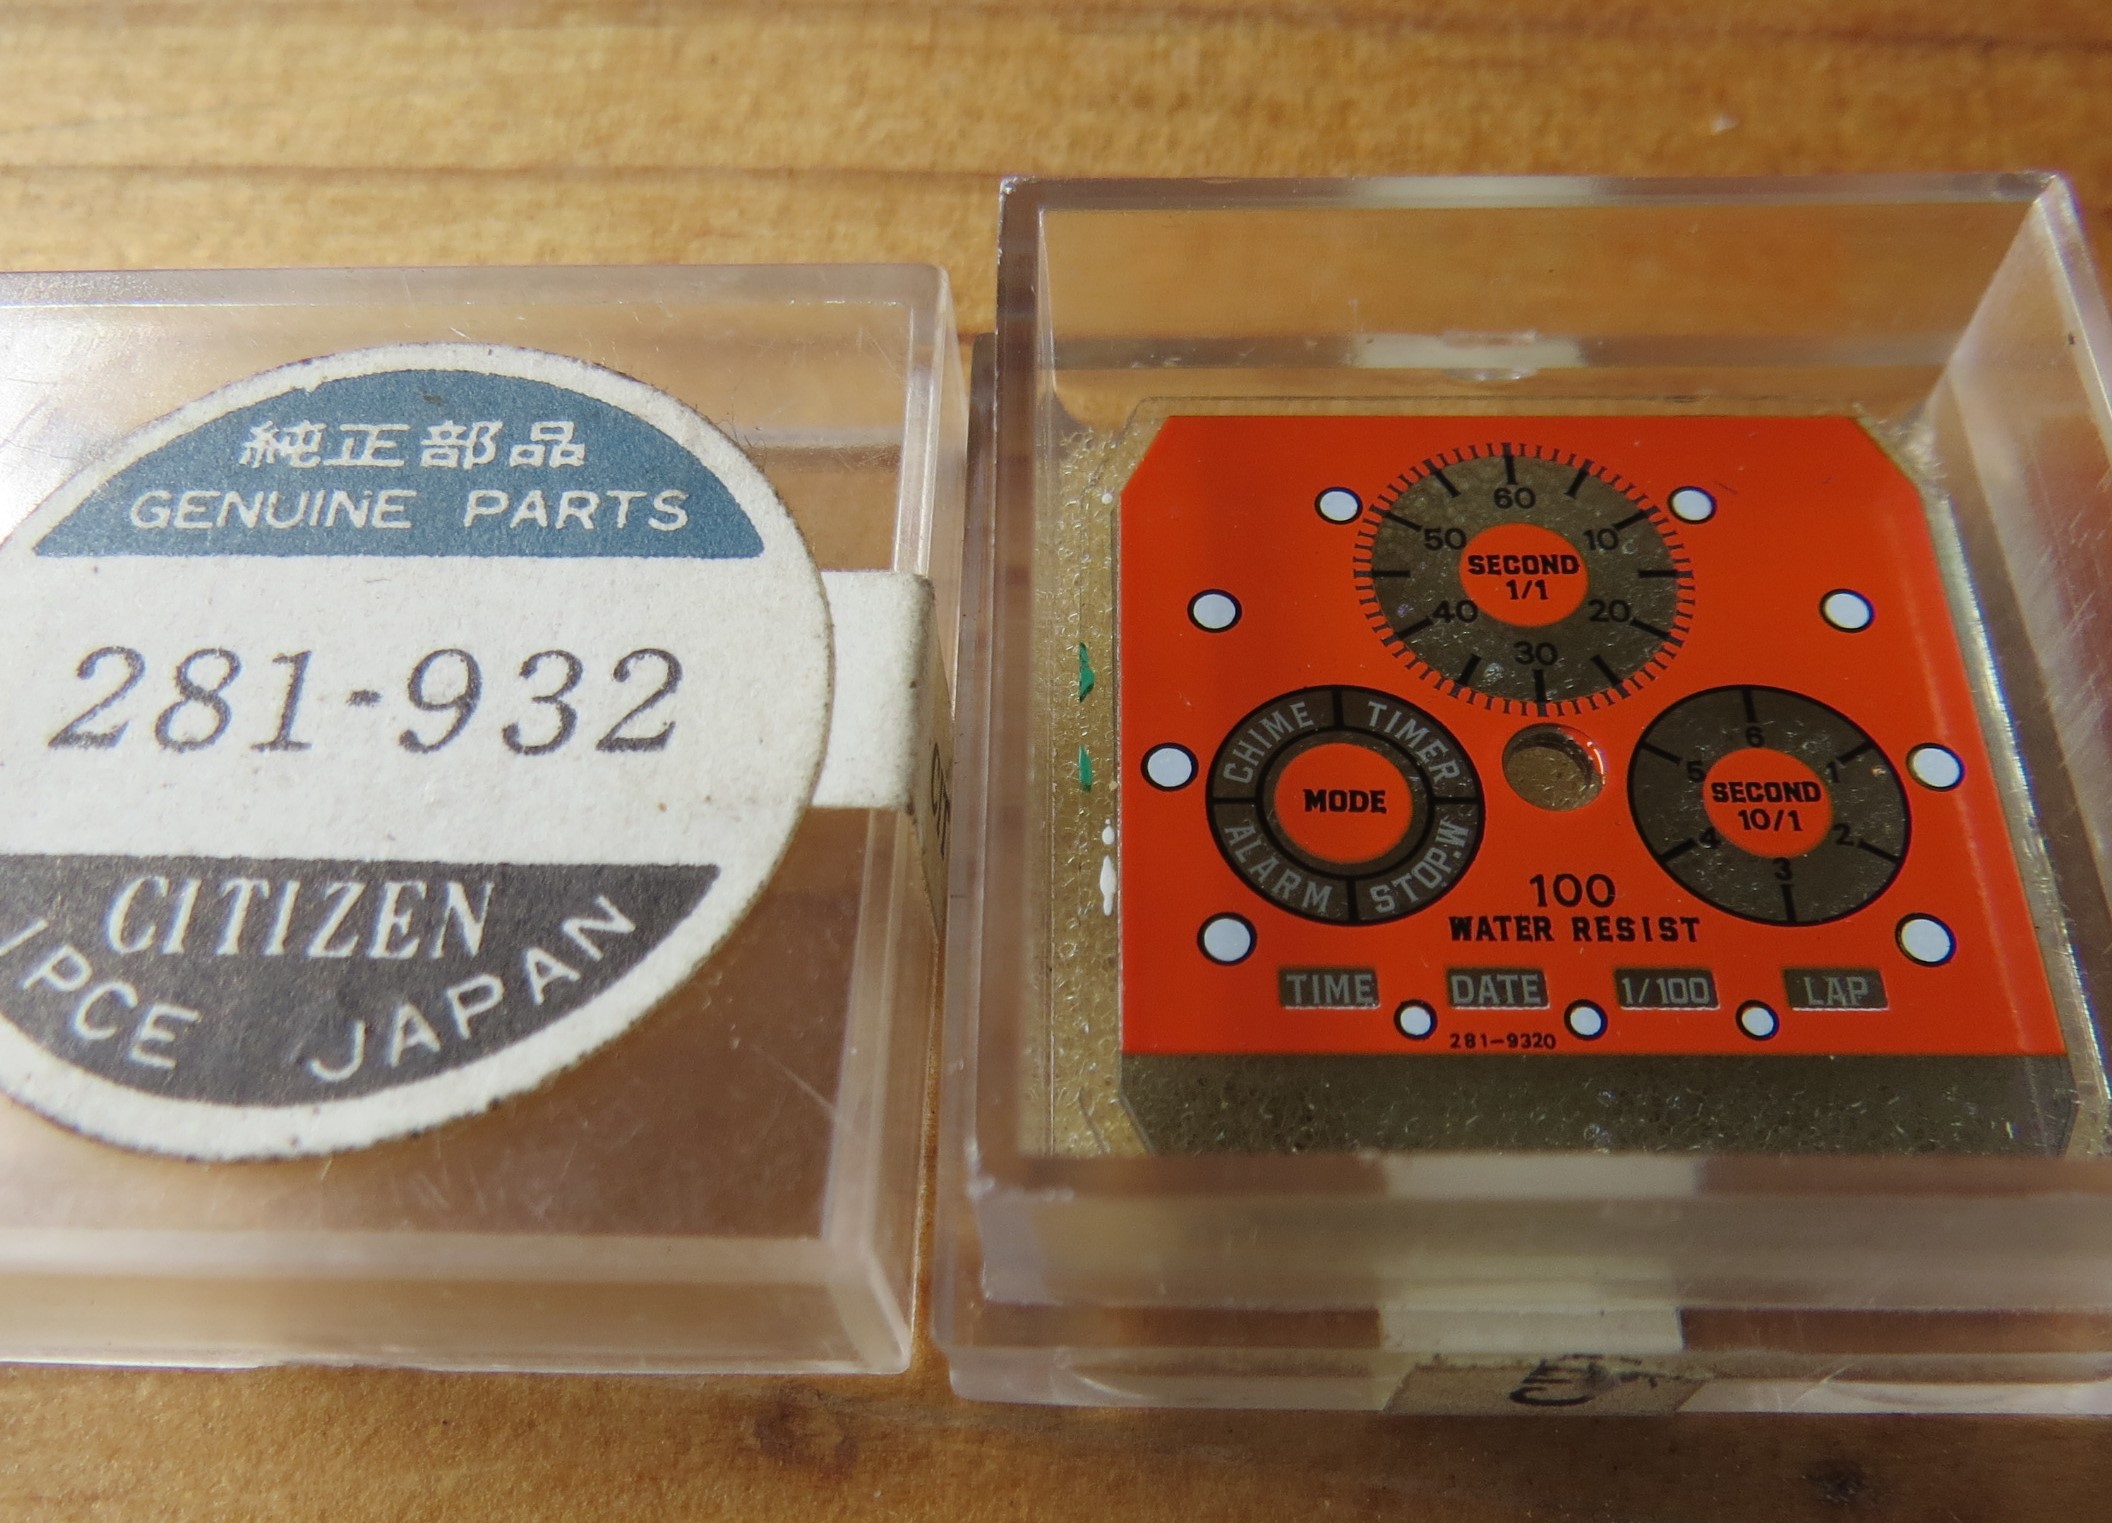 純正部品
GENUINE PARTS
281-932
CITIZEN
JAPAN
60
50
10
SECOND
1/1
40
20
30
CHIME
TIMER
MODE
ALARM
STOP.W
6
5
1
SECOND
10/1
4
2
3
100
WATER RESIST
TIME
DATE
1/100
LAP
281-9320